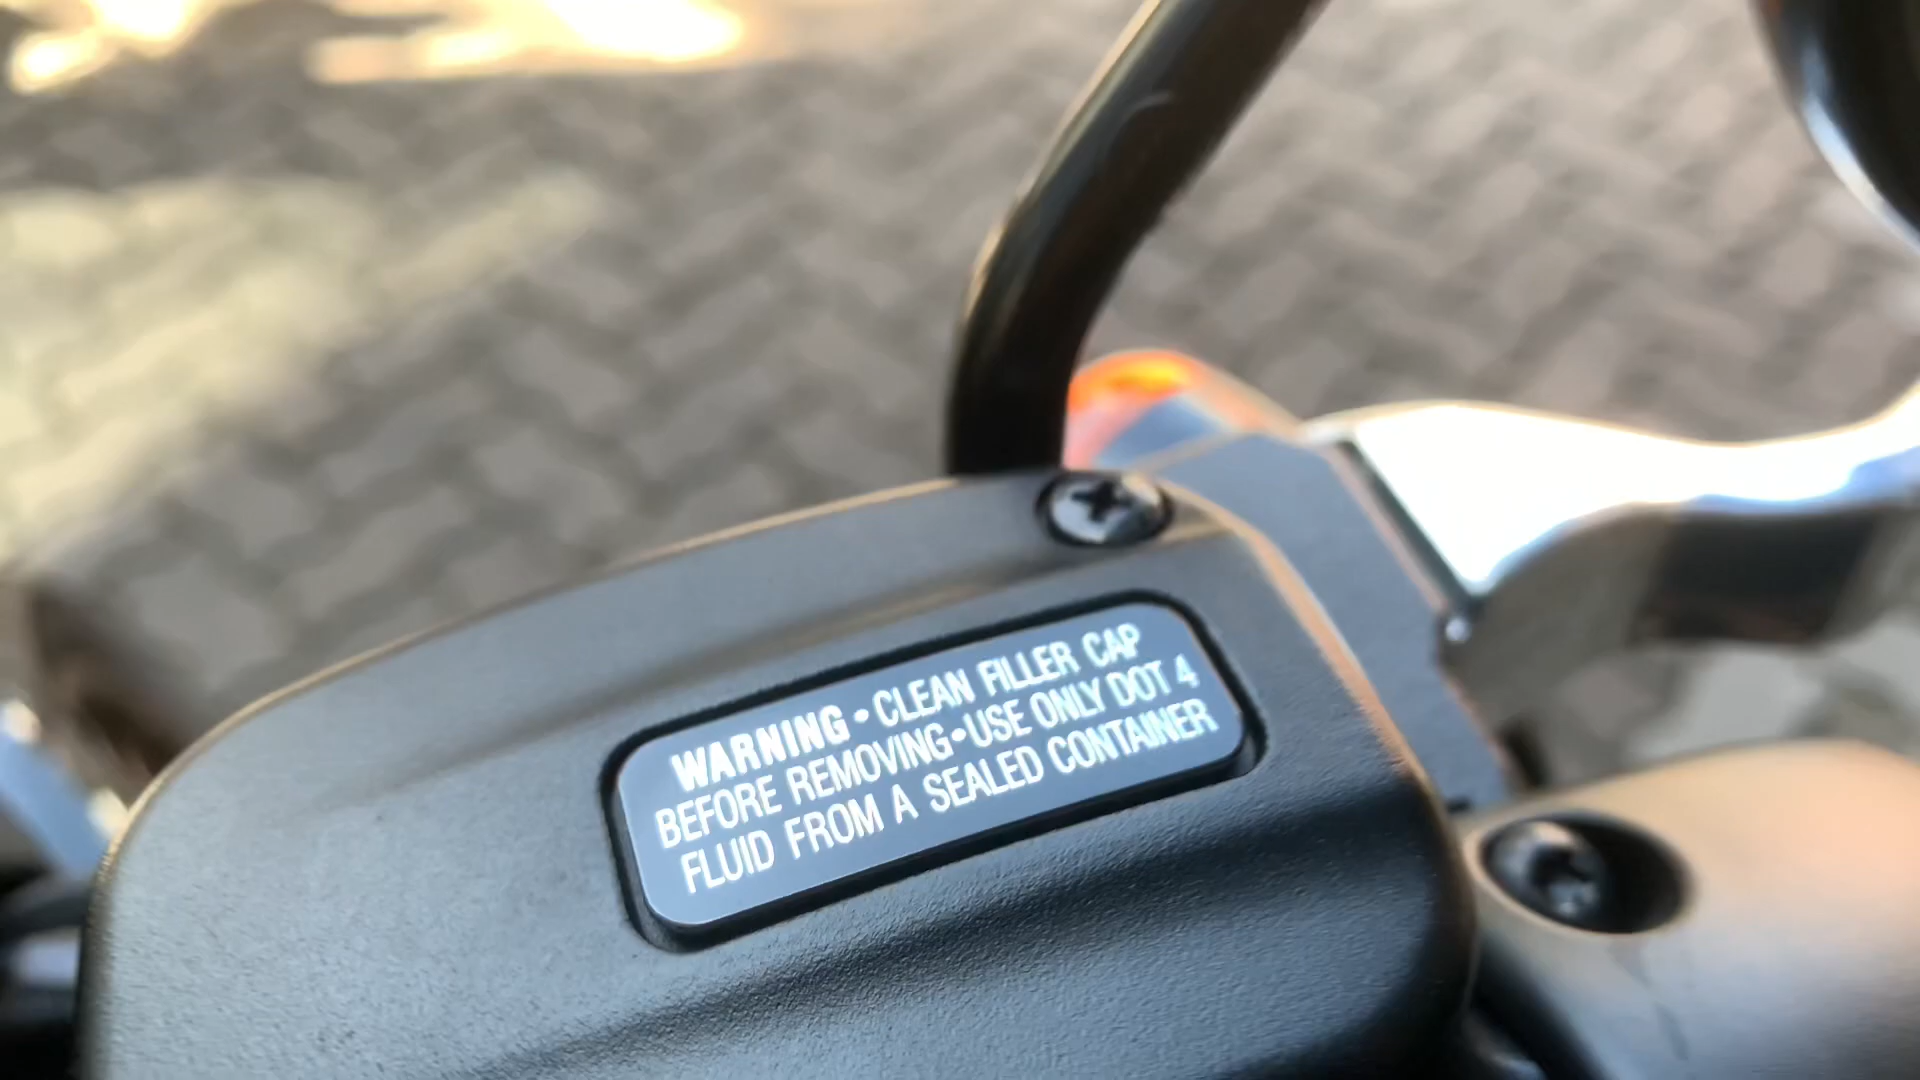 WARNING • CLEAN FILLER CAP
BEFORE REMOVING • USE ONLY DOT 4
FLUID FROM A SEALED CONTAINER